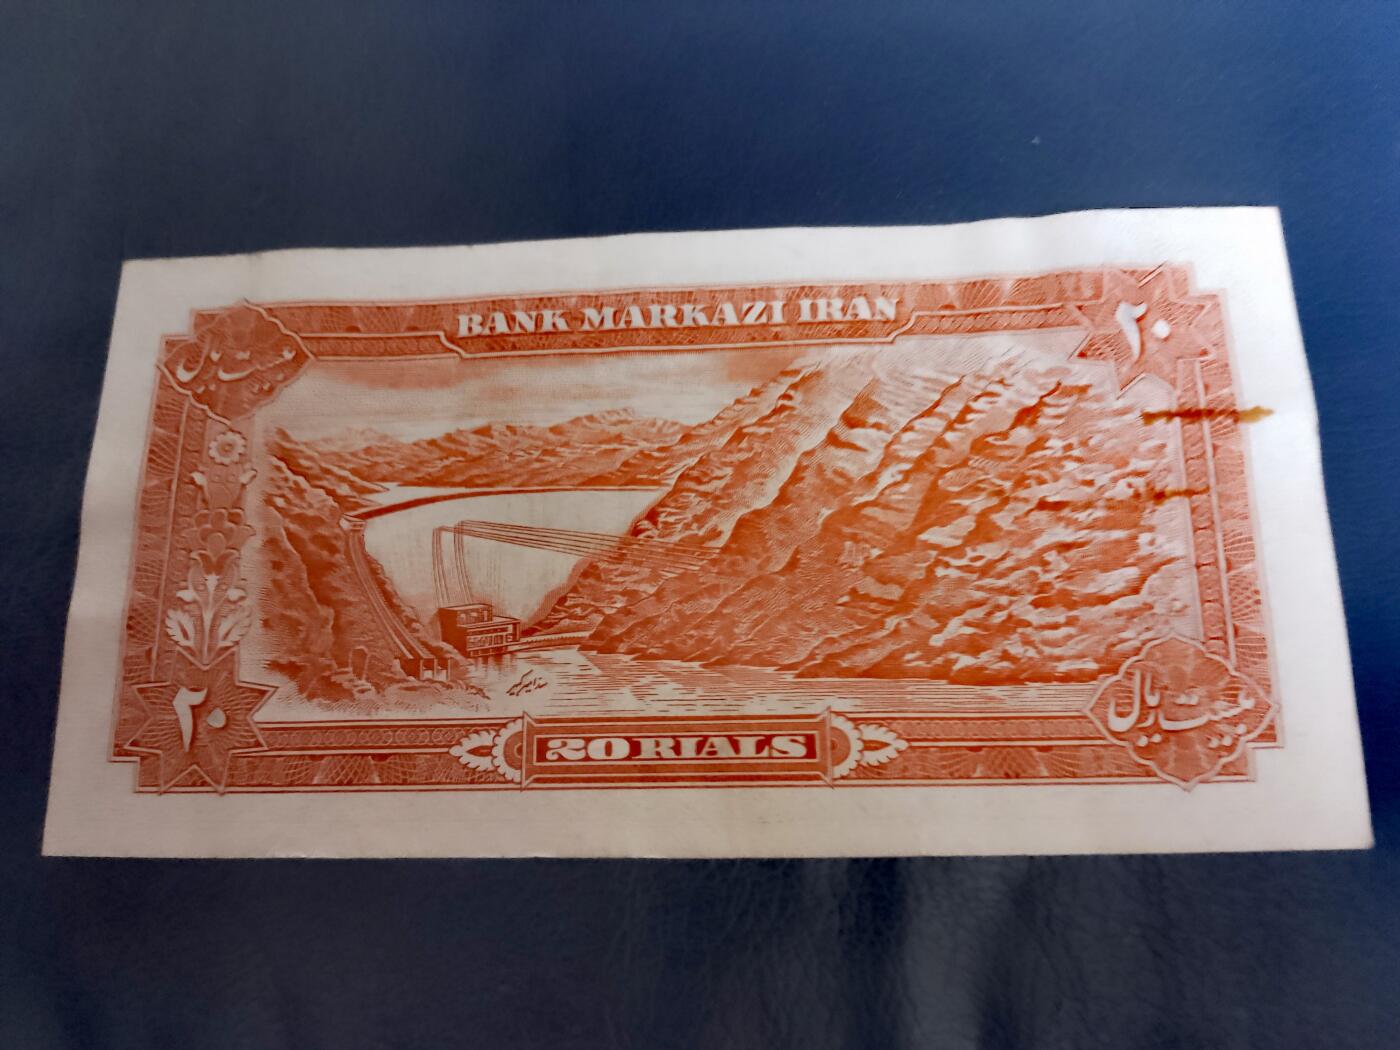 BANK MARKAZI IRAN
بیست ریال
۲۰
سد امیرکبیر
۲۰
20 RIALS
بیست ریال